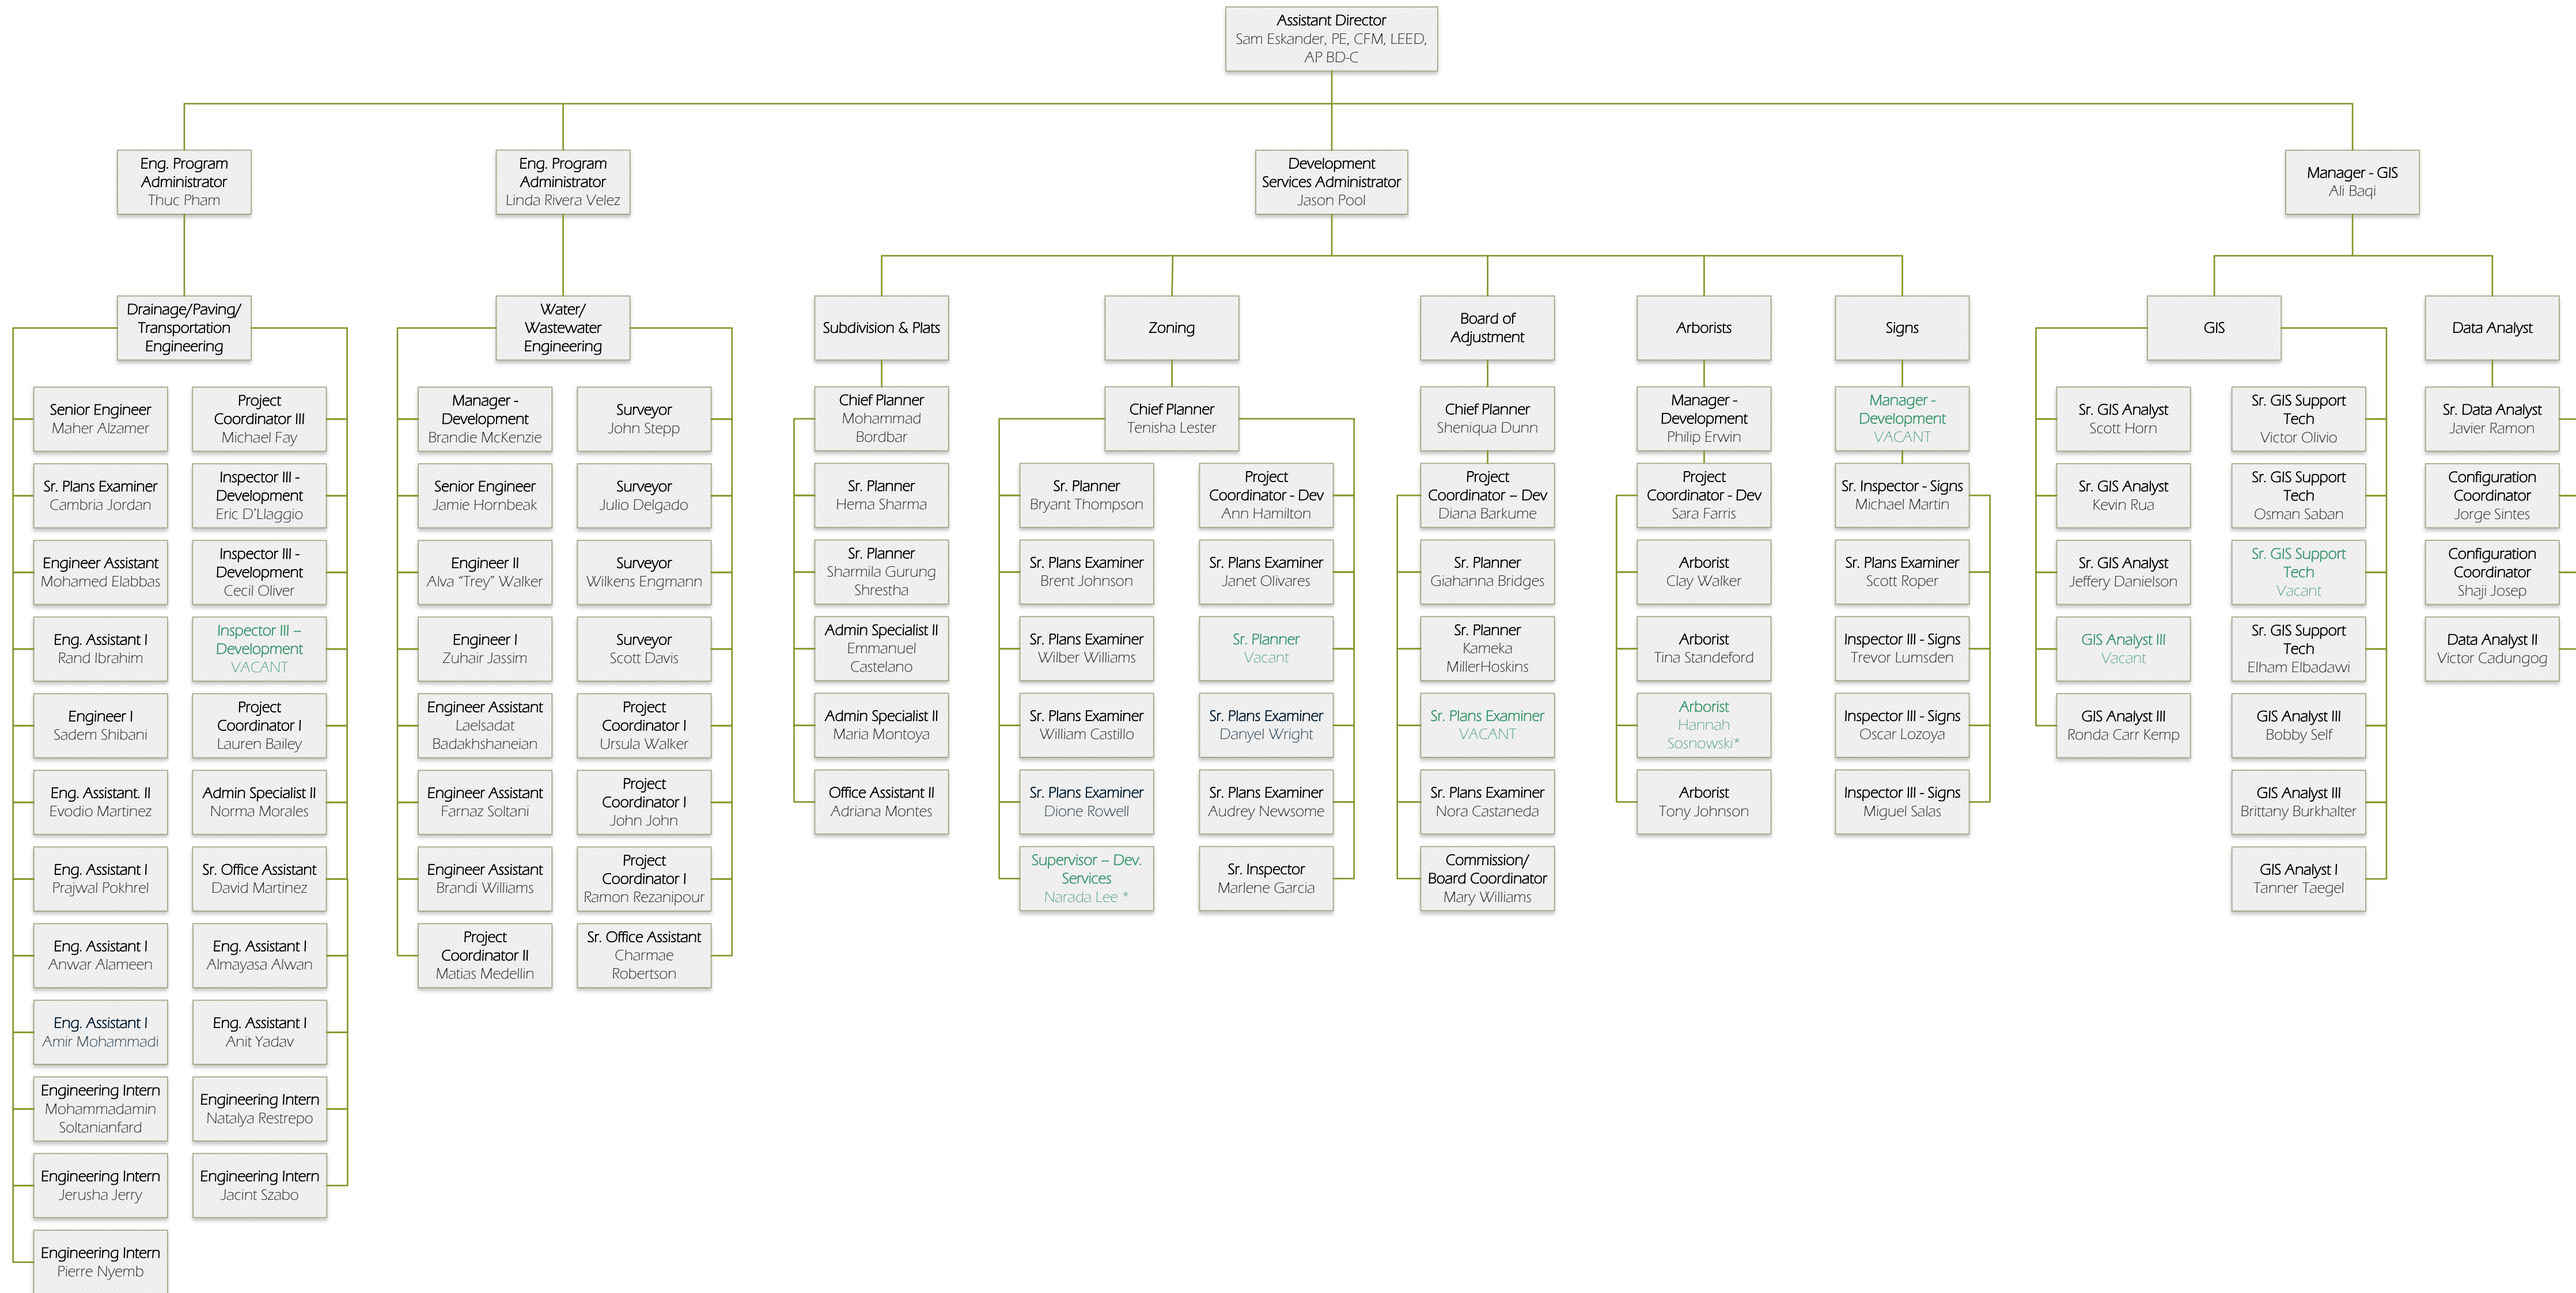 Assistant Director
Sam Eskander, PE, CFM, LEED,
AP BD-C
Eng. Program
Administrator
Thuc Pham
Eng. Program
Administrator
Linda Rivera Velez
Development
Services Administrator
Jason Pool
Manager - GIS
Ali Baqi
Drainage/Paving/
Transportation
Engineering
Senior Engineer
Maher Alzamer
Sr. Plans Examiner
Cambria Jordan
Engineer Assistant
Mohamed Elabbas
Eng. Assistant I
Rand Ibrahim
Engineer I
Sadem Shibani
Eng. Assistant. II
Evodio Martinez
Eng. Assistant I
Prajwal Pokhrel
Eng. Assistant I
Anwar Alameen
Eng. Assistant I
Amir Mohammadi
Engineering Intern
Mohammadamin
Soltanianfard
Engineering Intern
Jerusha Jerry
Engineering Intern
Pierre Nyemb
Project
Coordinator III
Michael Fay
Inspector III -
Development
Eric D'Llaggio
Inspector III -
Development
Cecil Oliver
Inspector III –
Development
VACANT
Project
Coordinator I
Lauren Bailey
Admin Specialist II
Norma Morales
Sr. Office Assistant
David Martinez
Eng. Assistant I
Almayasa Alwan
Eng. Assistant I
Anit Yadav
Engineering Intern
Natalya Restrepo
Engineering Intern
Jacint Szabo
Water/
Wastewater
Engineering
Manager -
Development
Brandie McKenzie
Senior Engineer
Jamie Hornbeak
Engineer II
Alva “Trey” Walker
Engineer I
Zuhair Jassim
Engineer Assistant
Laelsadat
Badakhshaneian
Engineer Assistant
Farnaz Soltani
Engineer Assistant
Brandi Williams
Project
Coordinator II
Matias Medellin
Surveyor
John Stepp
Surveyor
Julio Delgado
Surveyor
Wilkens Engmann
Surveyor
Scott Davis
Project
Coordinator I
Ursula Walker
Project
Coordinator I
John John
Project
Coordinator I
Ramon Rezanipour
Sr. Office Assistant
Charmae
Robertson
Subdivision & Plats
Chief Planner
Mohammad
Bordbar
Sr. Planner
Hema Sharma
Sr. Planner
Sharmila Gurung
Shrestha
Admin Specialist II
Emmanuel
Castelano
Admin Specialist II
Maria Montoya
Office Assistant II
Adriana Montes
Zoning
Chief Planner
Tenisha Lester
Sr. Planner
Bryant Thompson
Sr. Plans Examiner
Brent Johnson
Sr. Plans Examiner
Wilber Williams
Sr. Plans Examiner
William Castillo
Sr. Plans Examiner
Dione Rowell
Supervisor – Dev.
Services
Narada Lee *
Project
Coordinator - Dev
Ann Hamilton
Sr. Plans Examiner
Janet Olivares
Sr. Planner
Vacant
Sr. Plans Examiner
Danyel Wright
Sr. Plans Examiner
Audrey Newsome
Sr. Inspector
Marlene Garcia
Board of
Adjustment
Chief Planner
Sheniqua Dunn
Project
Coordinator – Dev
Diana Barkume
Sr. Planner
Giahanna Bridges
Sr. Planner
Kameka
MillerHoskins
Sr. Plans Examiner
VACANT
Sr. Plans Examiner
Nora Castaneda
Commission/
Board Coordinator
Mary Williams
Arborists
Manager -
Development
Philip Erwin
Project
Coordinator - Dev
Sara Farris
Arborist
Clay Walker
Arborist
Tina Standeford
Arborist
Hannah
Sosnowski*
Arborist
Tony Johnson
Signs
Manager -
Development
VACANT
Sr. Inspector - Signs
Michael Martin
Sr. Plans Examiner
Scott Roper
Inspector III - Signs
Trevor Lumsden
Inspector III - Signs
Oscar Lozoya
Inspector III - Signs
Miguel Salas
GIS
Sr. GIS Analyst
Scott Horn
Sr. GIS Analyst
Kevin Rua
Sr. GIS Analyst
Jeffery Danielson
GIS Analyst III
Vacant
GIS Analyst III
Ronda Carr Kemp
Sr. GIS Support
Tech
Victor Olivio
Sr. GIS Support
Tech
Osman Saban
Sr. GIS Support
Tech
Vacant
Sr. GIS Support
Tech
Elham Elbadawi
GIS Analyst III
Bobby Self
GIS Analyst III
Brittany Burkhalter
GIS Analyst I
Tanner Taegel
Data Analyst
Sr. Data Analyst
Javier Ramon
Configuration
Coordinator
Jorge Sintes
Configuration
Coordinator
Shaji Josep
Data Analyst II
Victor Cadungog